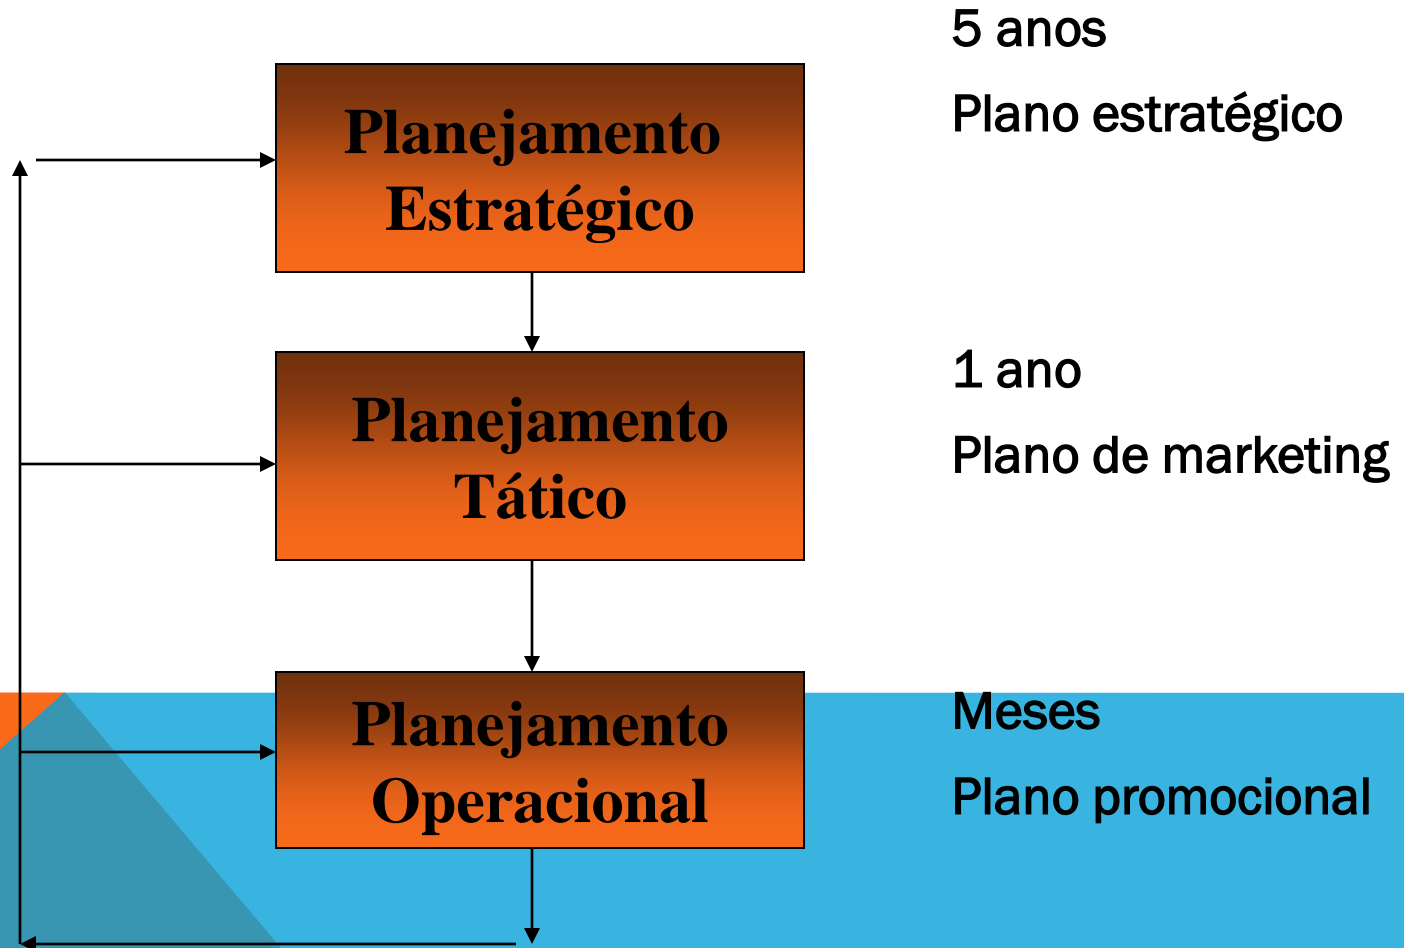 5 anos
Planejamento
Estratégico
Plano estratégico
1 ano
Planejamento
Tático
Plano de marketing
Meses
Planejamento
Operacional
Plano promocional